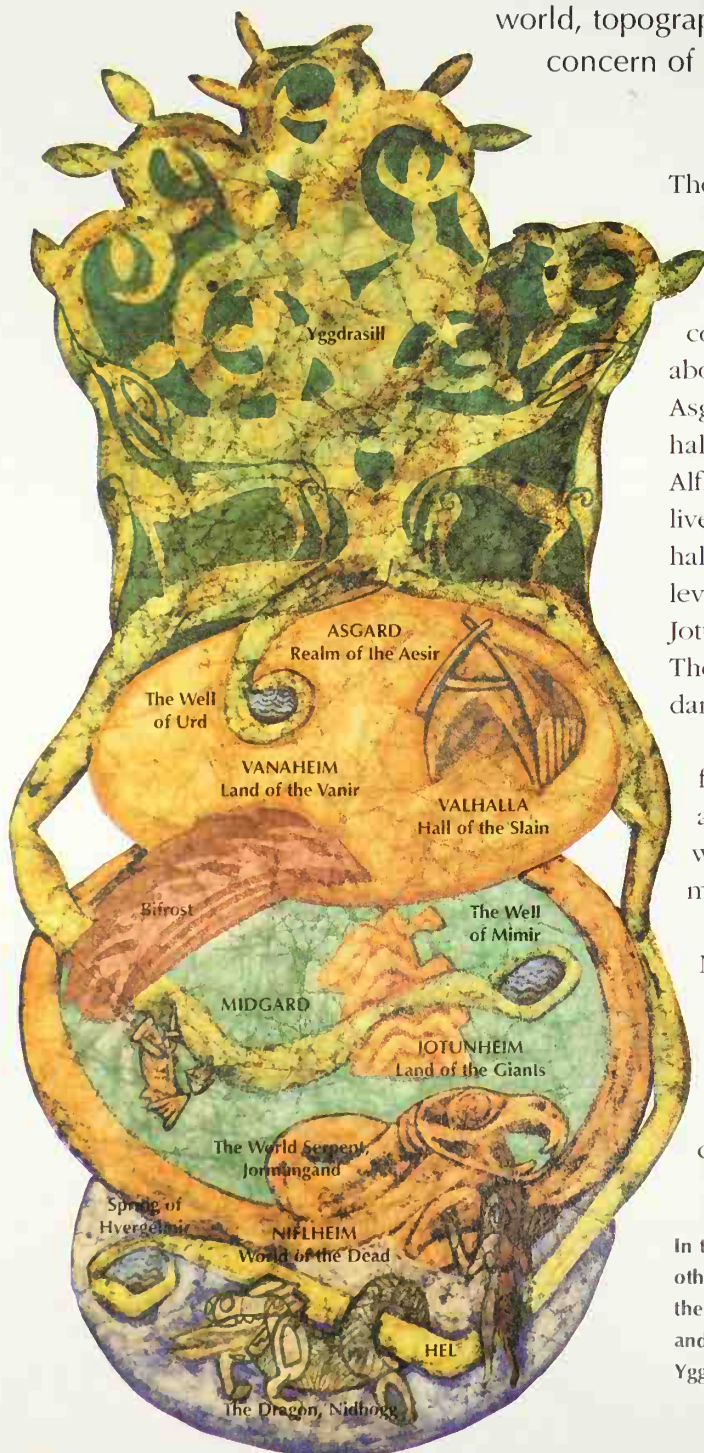 world, topograp
concern of
The
co
abo
Asg
hal
Alf
live
hal
lev
Jotu
The
dar
f
a
w
m
N
c
In t
oth
the
and
Ygg
Yggdrasill
ASGARD
Realm of the Aesir
The Well
of Urd
VANAHEIM
Land of the Vanir
VALHALLA
Hall of the Slain
Bifrost
The Well
of Mimir
MIDGARD
JOTUNHEIM
Land of the Giants
The World Serpent,
Jormungand
Spring of
Hvergelmir
NIFLHEIM
World of the Dead
HEL
The Dragon, Nidhogg